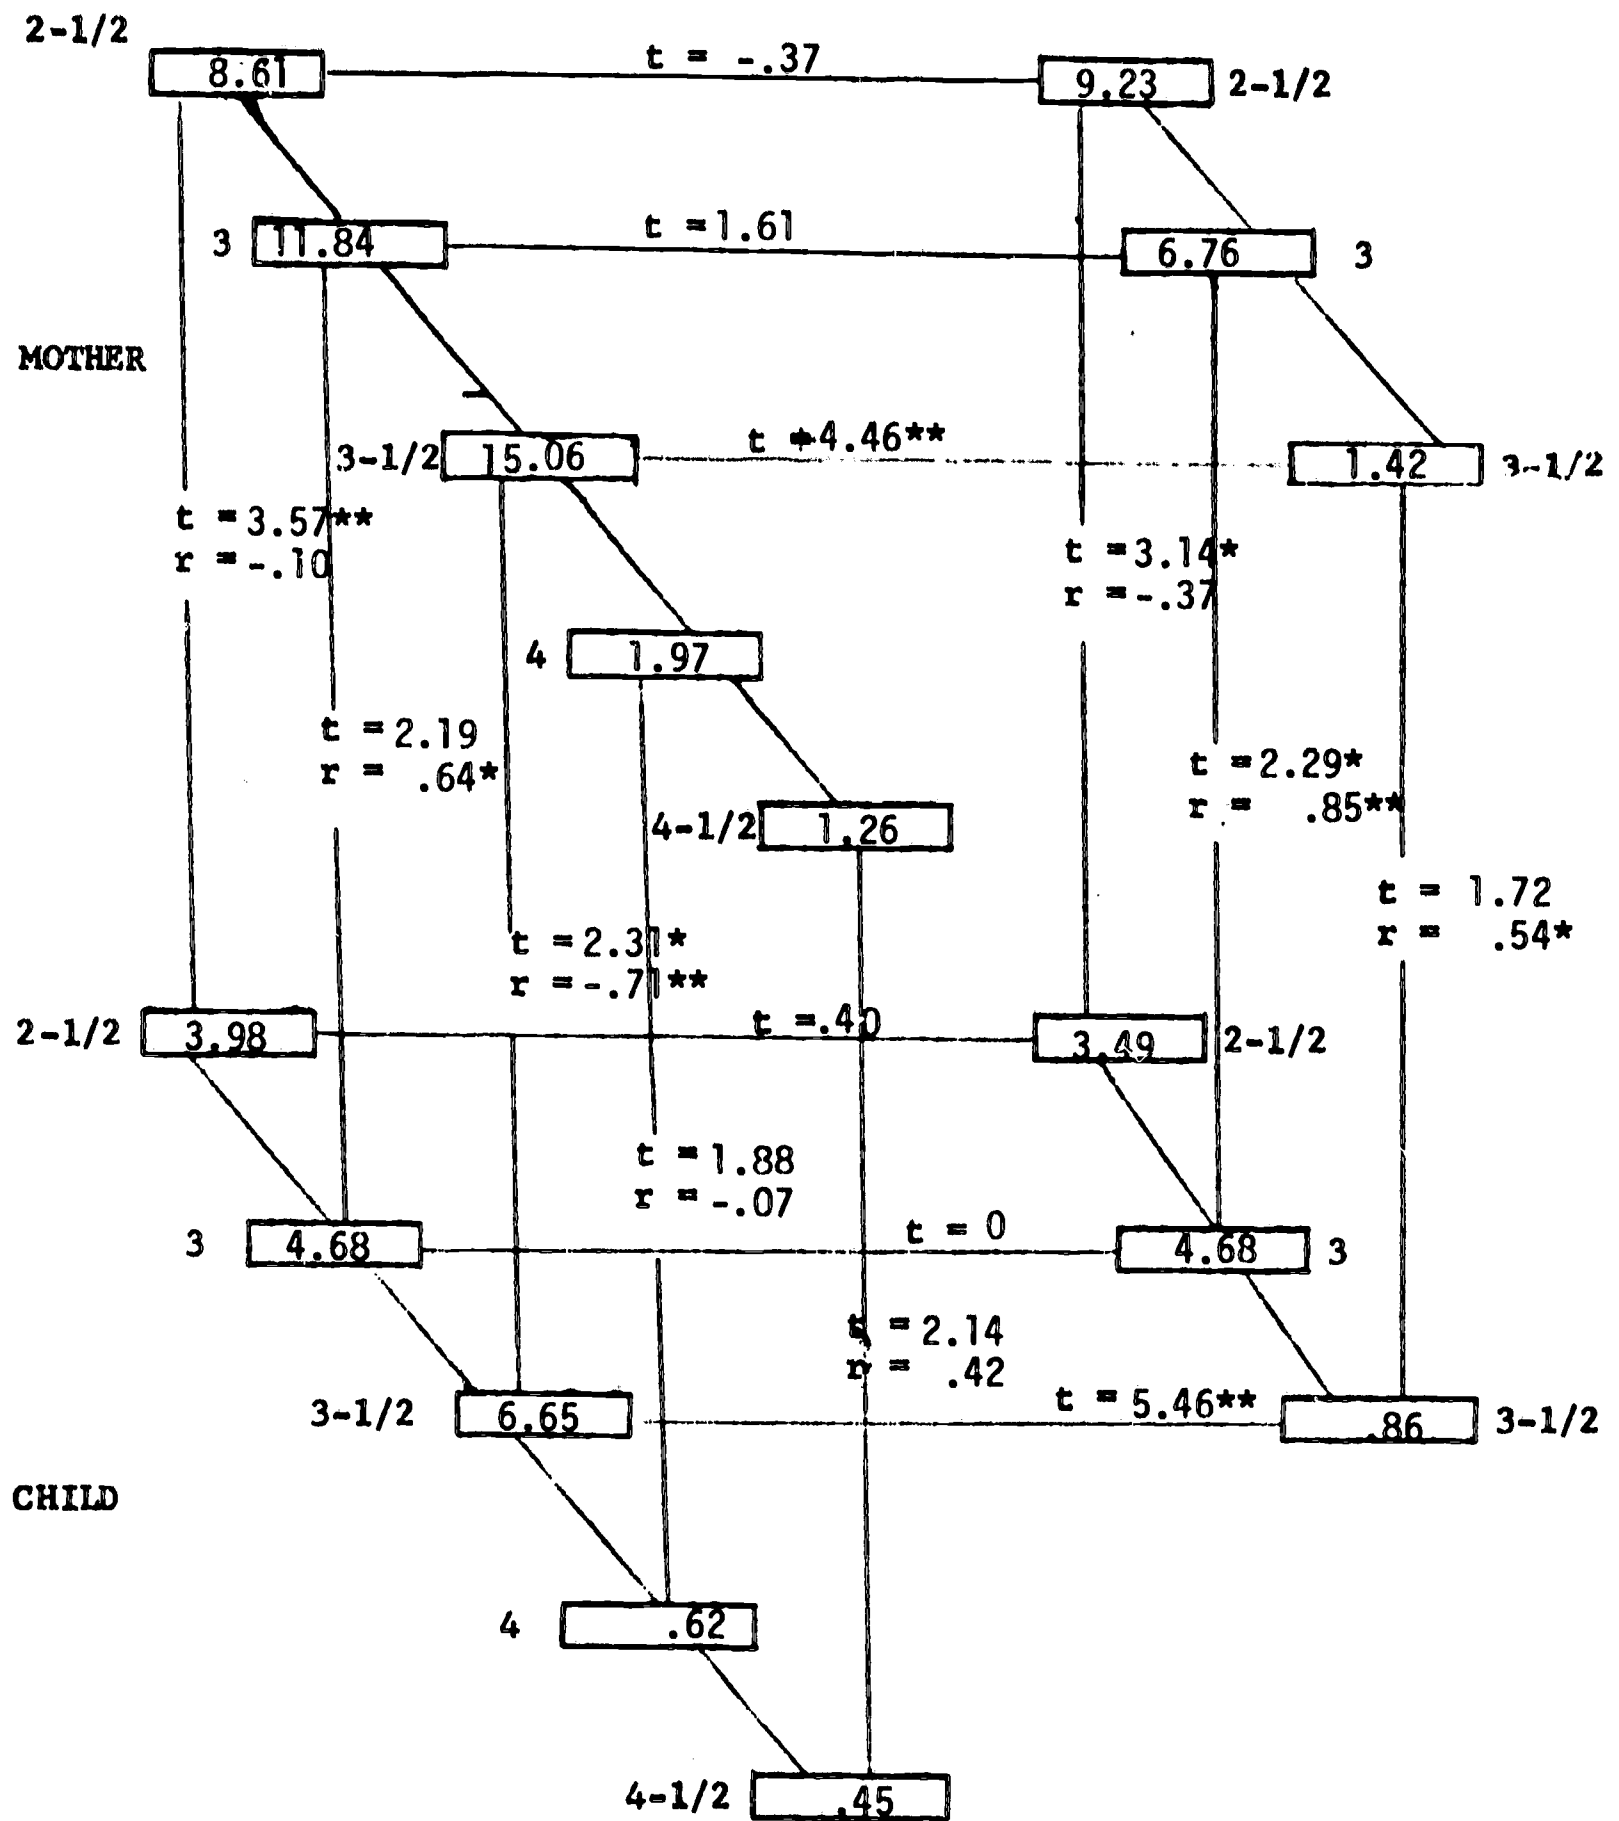 2-1/2
8.61 t = -.37 9.23 2-1/2
3 11.84 t =1.61 6.76 3
MOTHER
3-1/2 15.06 t =4.46** 1.42 3-1/2
t =3.57**
r =-.10
t =3.14*
r =-.37
4 1.97
t =2.19
r = .64*
t =2.29*
r = .85**
4-1/2 1.26
t = 1.72
r = .54*
t =2.31*
r =-.71**
2-1/2 3.98 t =.40 3.49 2-1/2
t =1.88
r =-.07
3 4.68 t = 0 4.68 3
t =2.14
r = .42
3-1/2 6.65 t = 5.46** .86 3-1/2
CHILD
4 .62
4-1/2 .45